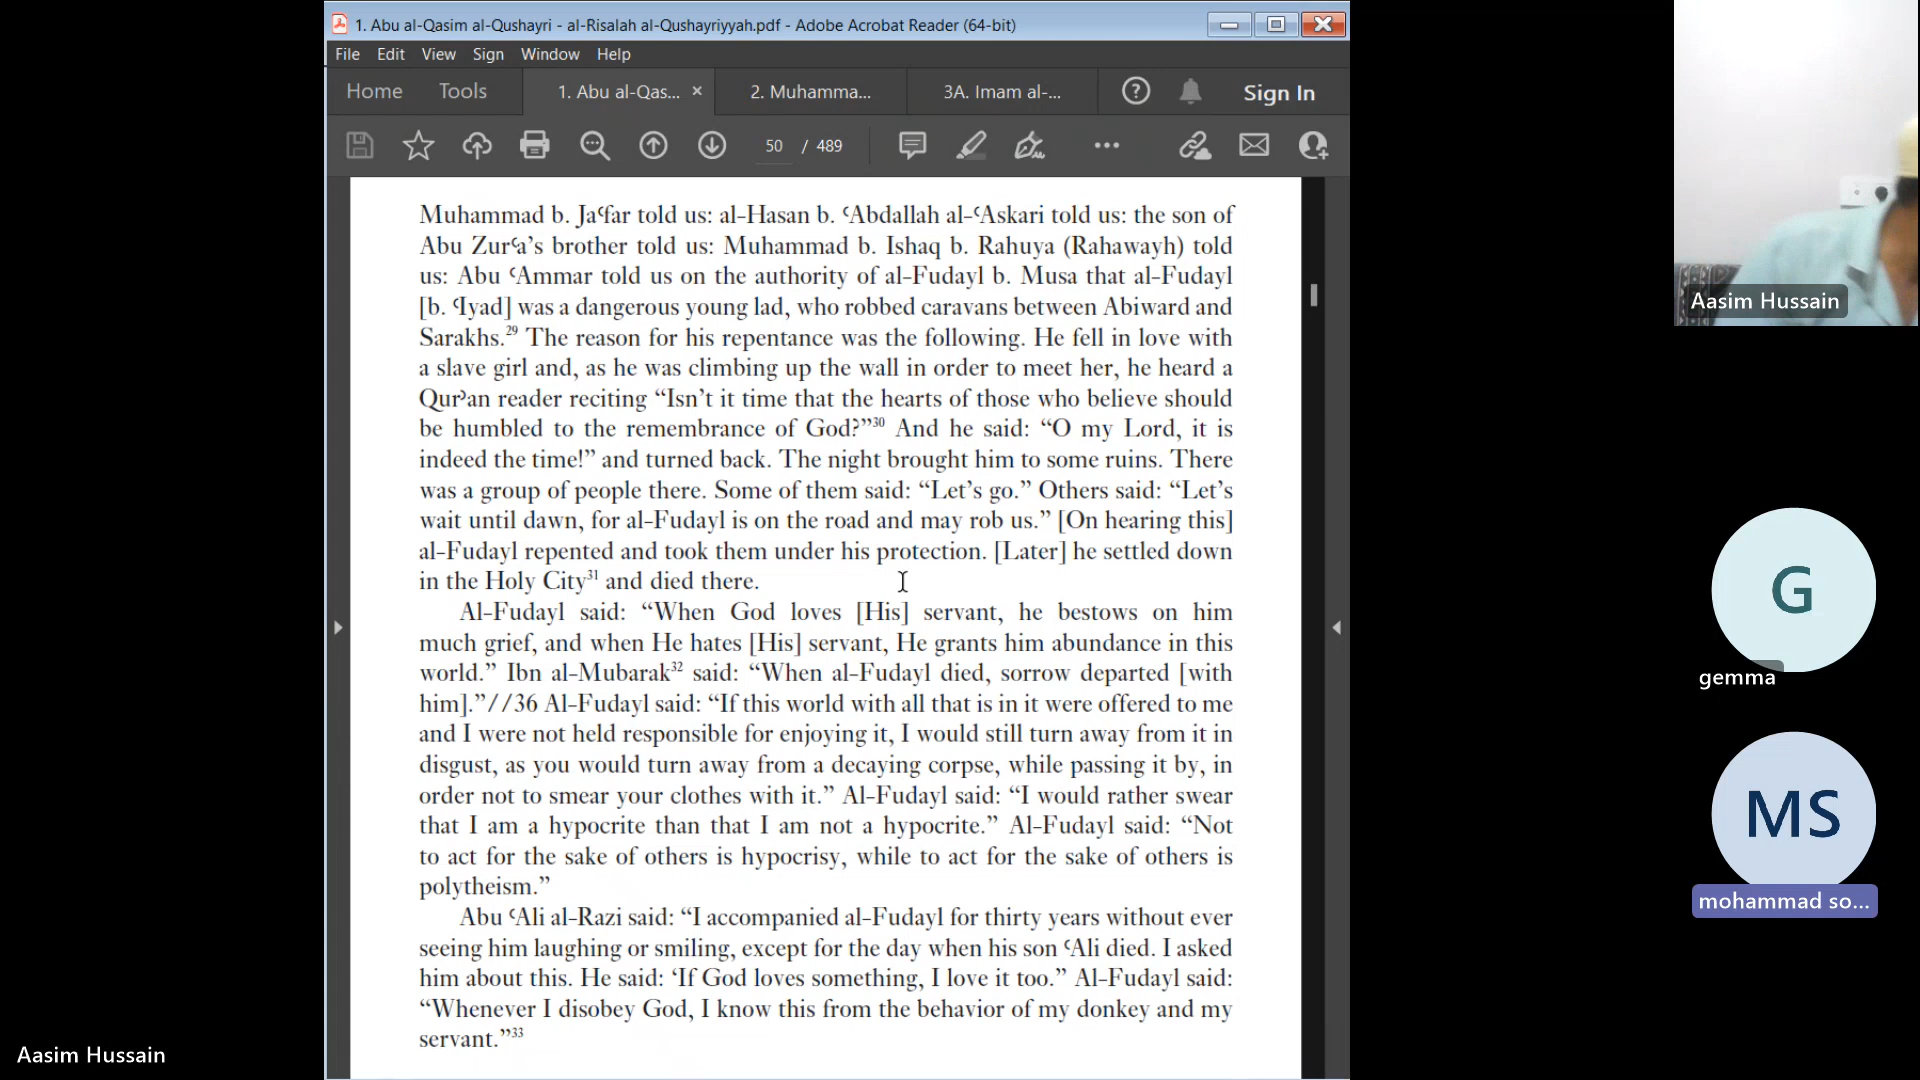 1. Abu al-Qasim al-Qushayri - al-Risalah al-Qushayriyyah.pdf - Adobe Acrobat Reader (64-bit)
File Edit View Sign Window Help
Home Tools 1. Abu al-Qas... × 2. Muhamma... 3A. Imam al-... Sign In
50 / 489
Muhammad b. Jaʿfar told us: al-Hasan b. ʿAbdallah al-ʿAskari told us: the son of
Abu Zurʿa’s brother told us: Muhammad b. Ishaq b. Rahuya (Rahawayh) told
us: Abu ʿAmmar told us on the authority of al-Fudayl b. Musa that al-Fudayl
[b. ʿIyad] was a dangerous young lad, who robbed caravans between Abiward and
Sarakhs.29 The reason for his repentance was the following. He fell in love with
a slave girl and, as he was climbing up the wall in order to meet her, he heard a
Qurʾan reader reciting “Isn’t it time that the hearts of those who believe should
be humbled to the remembrance of God?”30 And he said: “O my Lord, it is
indeed the time!” and turned back. The night brought him to some ruins. There
was a group of people there. Some of them said: “Let’s go.” Others said: “Let’s
wait until dawn, for al-Fudayl is on the road and may rob us.” [On hearing this]
al-Fudayl repented and took them under his protection. [Later] he settled down
in the Holy City31 and died there.
Al-Fudayl said: “When God loves [His] servant, he bestows on him
much grief, and when He hates [His] servant, He grants him abundance in this
world.” Ibn al-Mubarak32 said: “When al-Fudayl died, sorrow departed [with
him].”//36 Al-Fudayl said: “If this world with all that is in it were offered to me
and I were not held responsible for enjoying it, I would still turn away from it in
disgust, as you would turn away from a decaying corpse, while passing it by, in
order not to smear your clothes with it.” Al-Fudayl said: “I would rather swear
that I am a hypocrite than that I am not a hypocrite.” Al-Fudayl said: “Not
to act for the sake of others is hypocrisy, while to act for the sake of others is
polytheism.”
Abu ʿAli al-Razi said: “I accompanied al-Fudayl for thirty years without ever
seeing him laughing or smiling, except for the day when his son ʿAli died. I asked
him about this. He said: ‘If God loves something, I love it too.” Al-Fudayl said:
“Whenever I disobey God, I know this from the behavior of my donkey and my
servant.”33
Aasim Hussain
G
gemma
MS
mohammad so...
Aasim Hussain